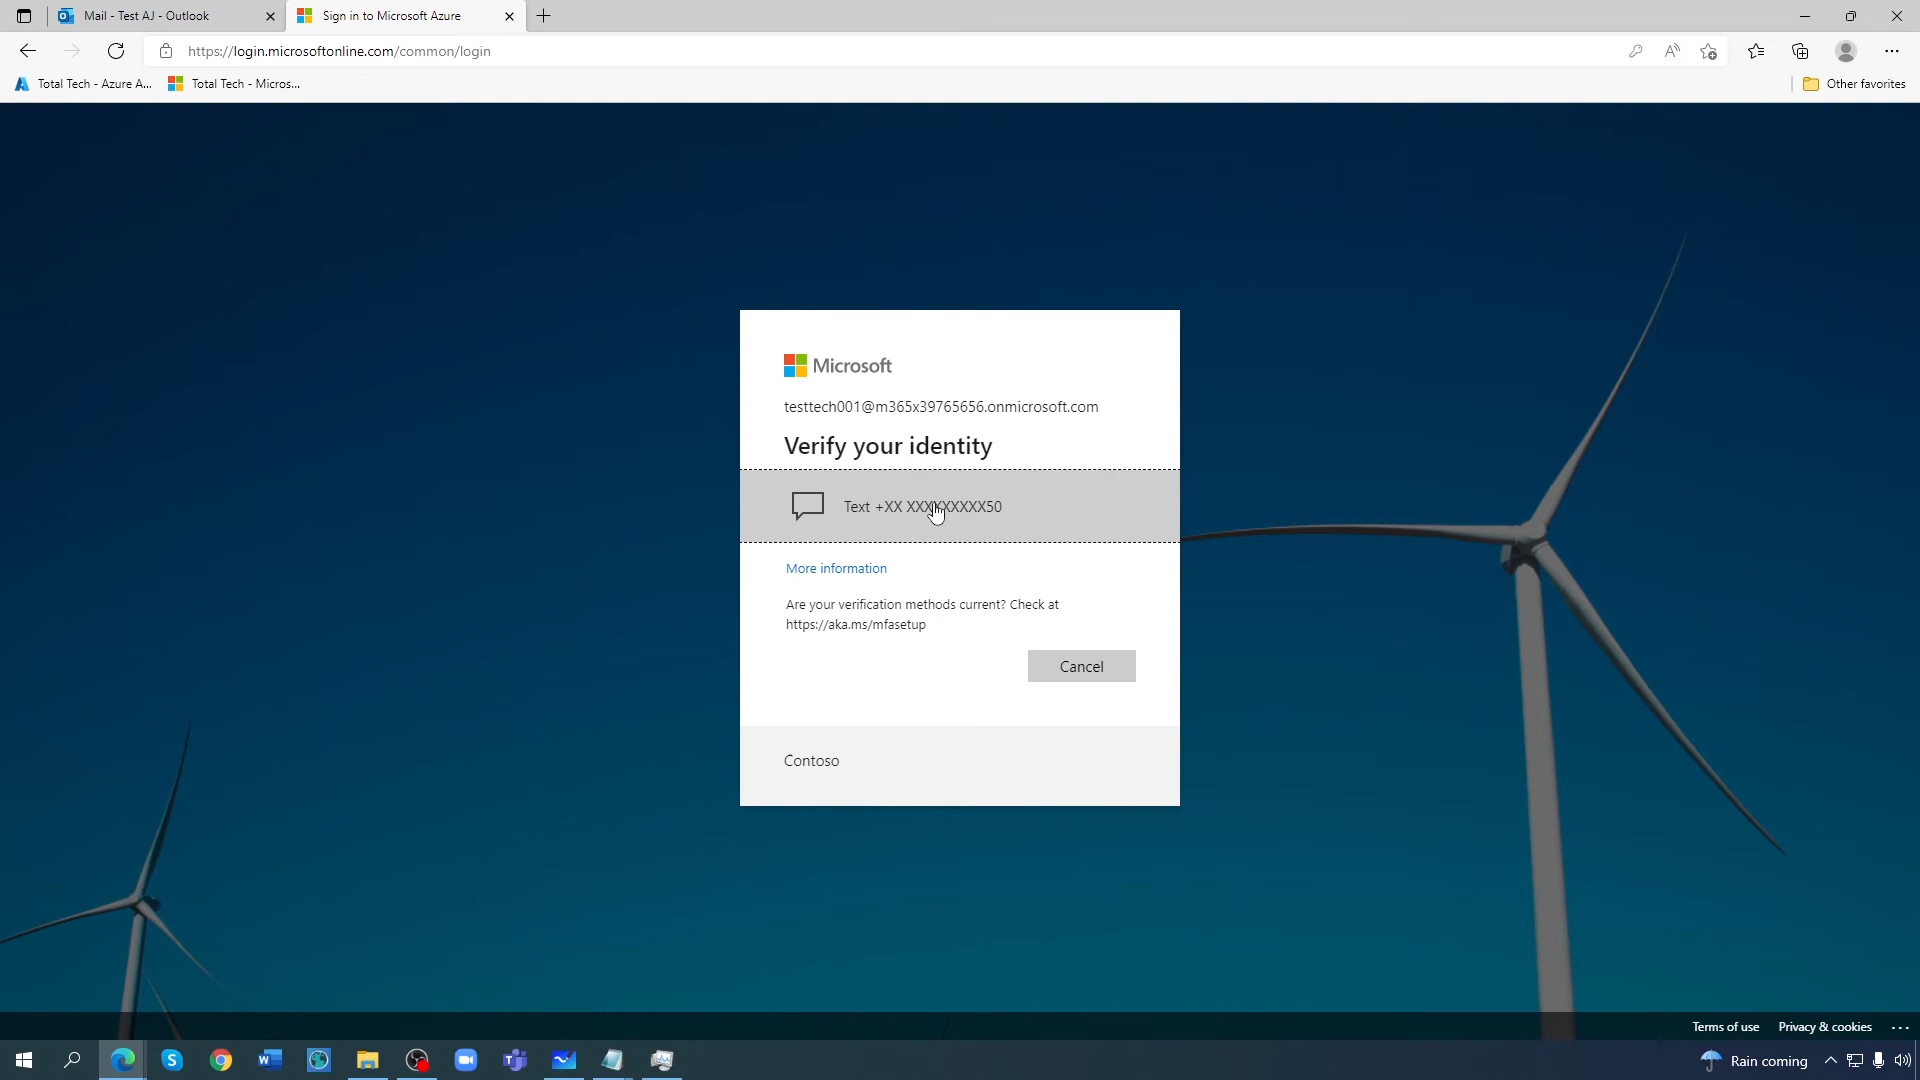 Mail - Test AJ - Outlook
Sign in to Microsoft Azure
https://login.microsoftonline.com/common/login
Total Tech - Azure A...
Total Tech - Micros...
Other favorites
Microsoft
testtech001@m365x39765656.onmicrosoft.com
Verify your identity
Text +XX XXXXXXXXX50
More information
Are your verification methods current? Check at
https://aka.ms/mfasetup
Cancel
Contoso
Terms of use
Privacy & cookies
Rain coming